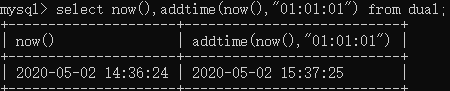 mysql> select now(),addtime(now(),"01:01:01") from dual;
+---------------------+---------------------------+
| now() | addtime(now(),"01:01:01") |
+---------------------+---------------------------+
| 2020-05-02 14:36:24 | 2020-05-02 15:37:25 |
+---------------------+---------------------------+